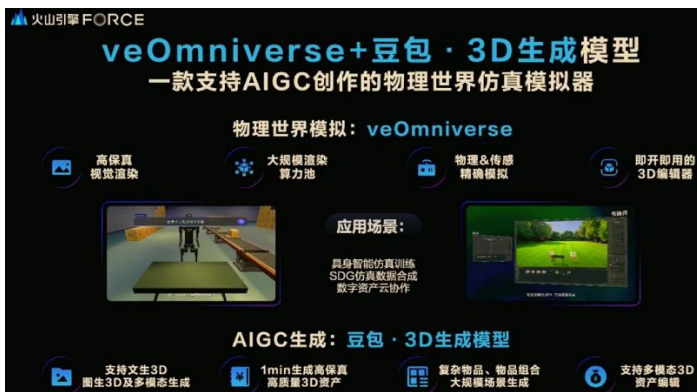 火山引擎 FORCE
veOmniverse+豆包·3D生成模型
一款支持AIGC创作的物理世界仿真模拟器
物理世界模拟：veOmniverse
高保真
视觉渲染
大规模渲染
算力池
物理&传感
精确模拟
即开即用的
3D编辑器
应用场景：
具身智能仿真训练
SDG仿真数据合成
数字资产云协作
AIGC生成：豆包·3D生成模型
支持文生3D
图生3D及多模态生成
1min生成高保真
高质量3D资产
复杂物品、物品组合
大规模场景生成
支持多模态3D
资产编辑